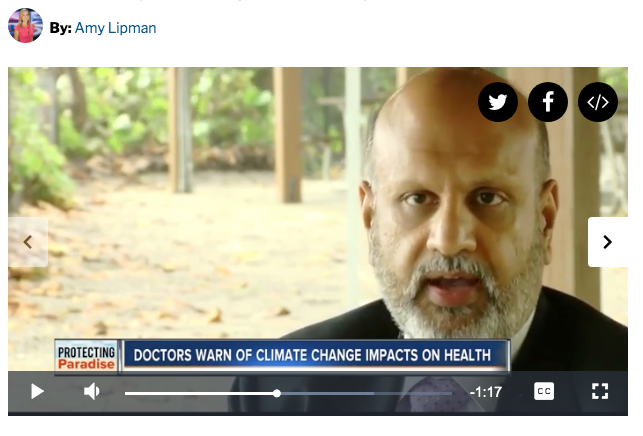 By: Amy Lipman
PROTECTING
Paradise
DOCTORS WARN OF CLIMATE CHANGE IMPACTS ON HEALTH
-1:17
CC